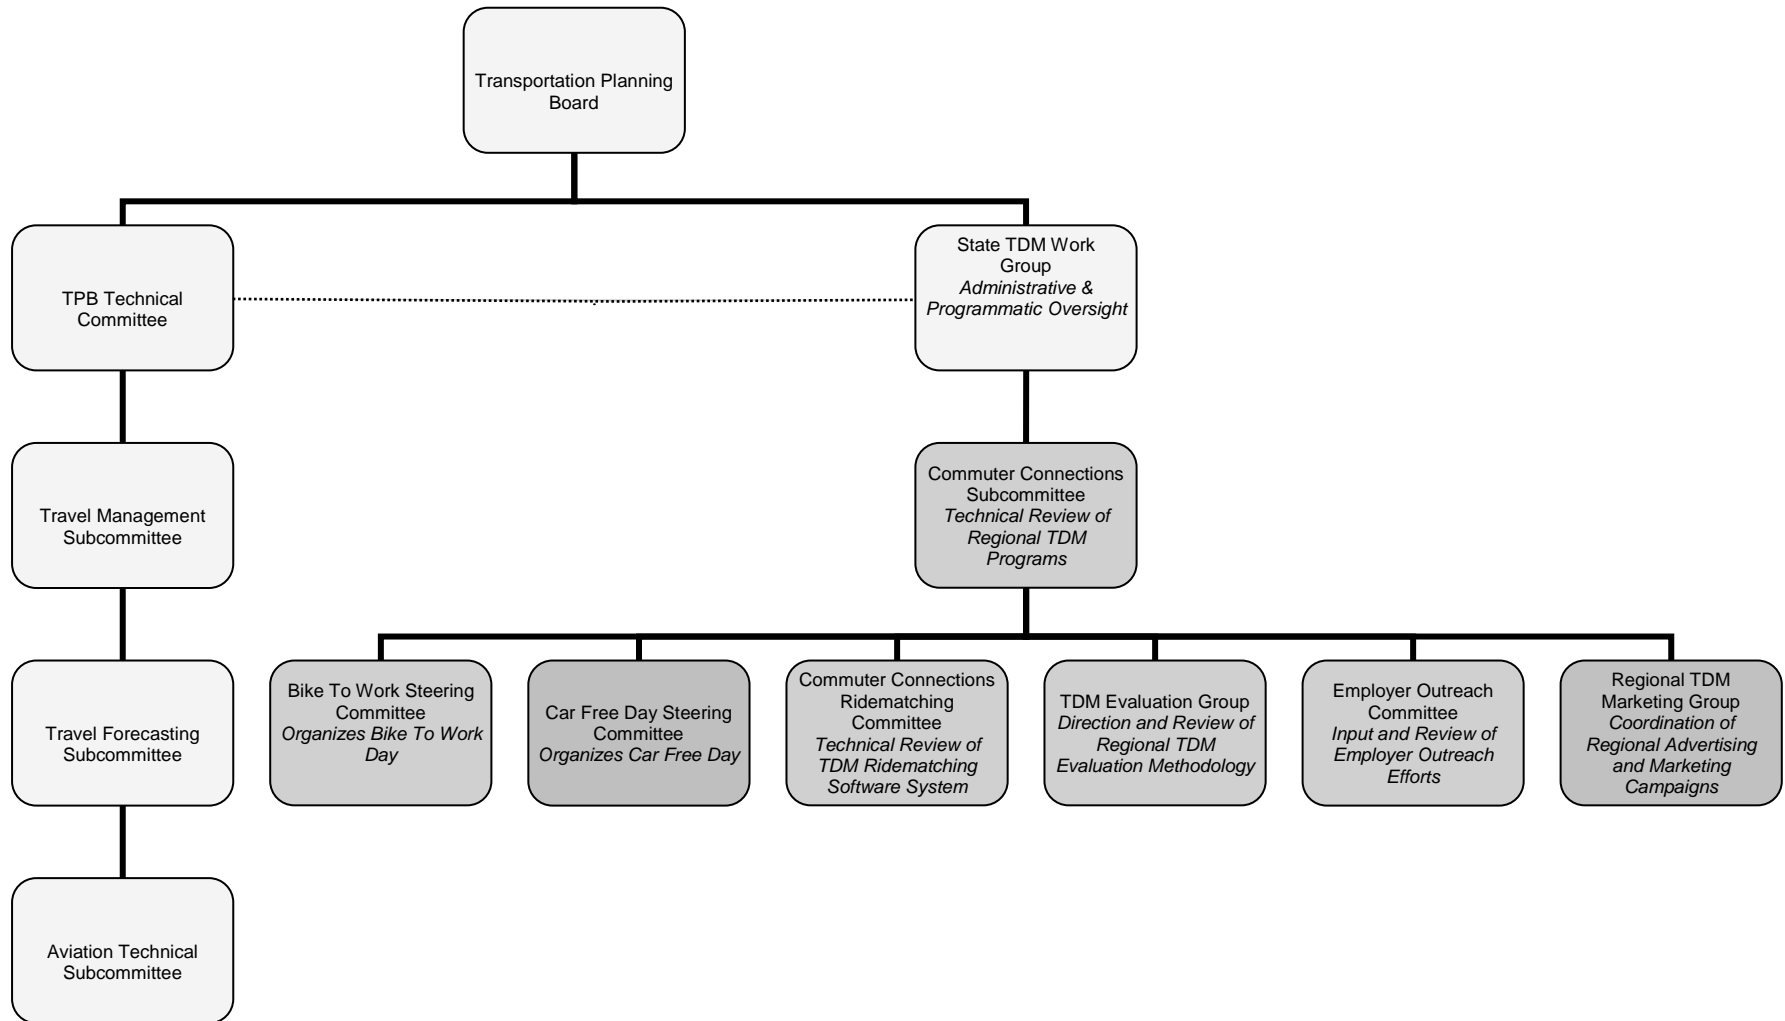 Transportation Planning
Board
TPB Technical
Committee
State TDM Work
Group
Administrative &
Programmatic Oversight
Travel Management
Subcommittee
Commuter Connections
Subcommittee
Technical Review of
Regional TDM
Programs
Travel Forecasting
Subcommittee
Bike To Work Steering
Committee
Organizes Bike To Work
Day
Car Free Day Steering
Committee
Organizes Car Free Day
Commuter Connections
Ridematching
Committee
Technical Review of
TDM Ridematching
Software System
TDM Evaluation Group
Direction and Review of
Regional TDM
Evaluation Methodology
Employer Outreach
Committee
Input and Review of
Employer Outreach
Efforts
Regional TDM
Marketing Group
Coordination of
Regional Advertising
and Marketing
Campaigns
Aviation Technical
Subcommittee